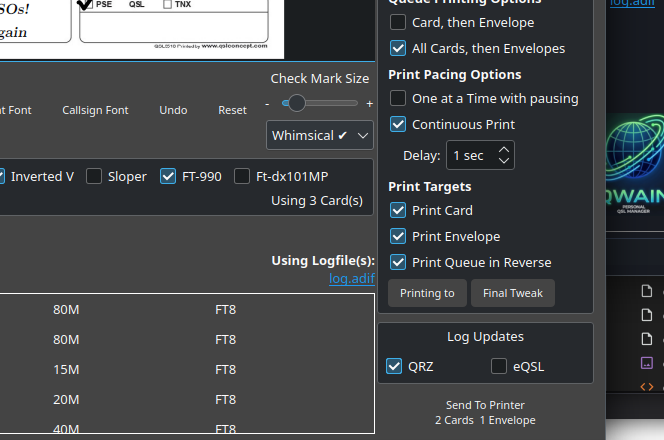 SOs!
gain
PSE QSL TNX
QSL2010 Printed by www.qslconcept.com
Queue Printing Options
Card, then Envelope
All Cards, then Envelopes
Print Pacing Options
One at a Time with pausing
Continuous Print
Delay: 1 sec
Print Targets
Print Card
Print Envelope
Print Queue in Reverse
Printing to Final Tweak
Log Updates
QRZ eQSL
Send To Printer
2 Cards 1 Envelope
Check Mark Size
- +
t Font Callsign Font Undo Reset
Whimsical ✔
Inverted V Sloper FT-990 Ft-dx101MP
Using 3 Card(s)
Using Logfile(s):
log.adif
80M FT8
80M FT8
15M FT8
20M FT8
40M FT8
log.adif
QWAIN
PERSONAL
QSL MANAGER